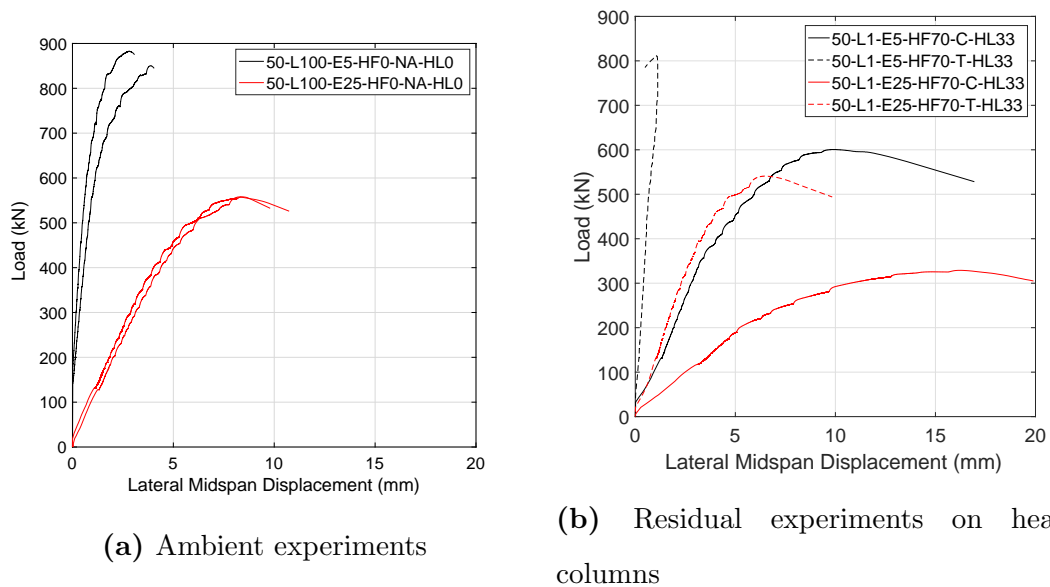 900
800
700
600
500
400
300
200
100
0
0 5 10 15 20
Load (kN)
Lateral Midspan Displacement (mm)
50-L100-E5-HF0-NA-HL0
50-L100-E25-HF0-NA-HL0
(a) Ambient experiments
900
800
700
600
500
400
300
200
100
0
0 5 10 15 20
Load (kN)
Lateral Midspan Displacement (mm)
50-L1-E5-HF70-C-HL33
50-L1-E5-HF70-T-HL33
50-L1-E25-HF70-C-HL33
50-L1-E25-HF70-T-HL33
(b) Residual experiments on hea
columns